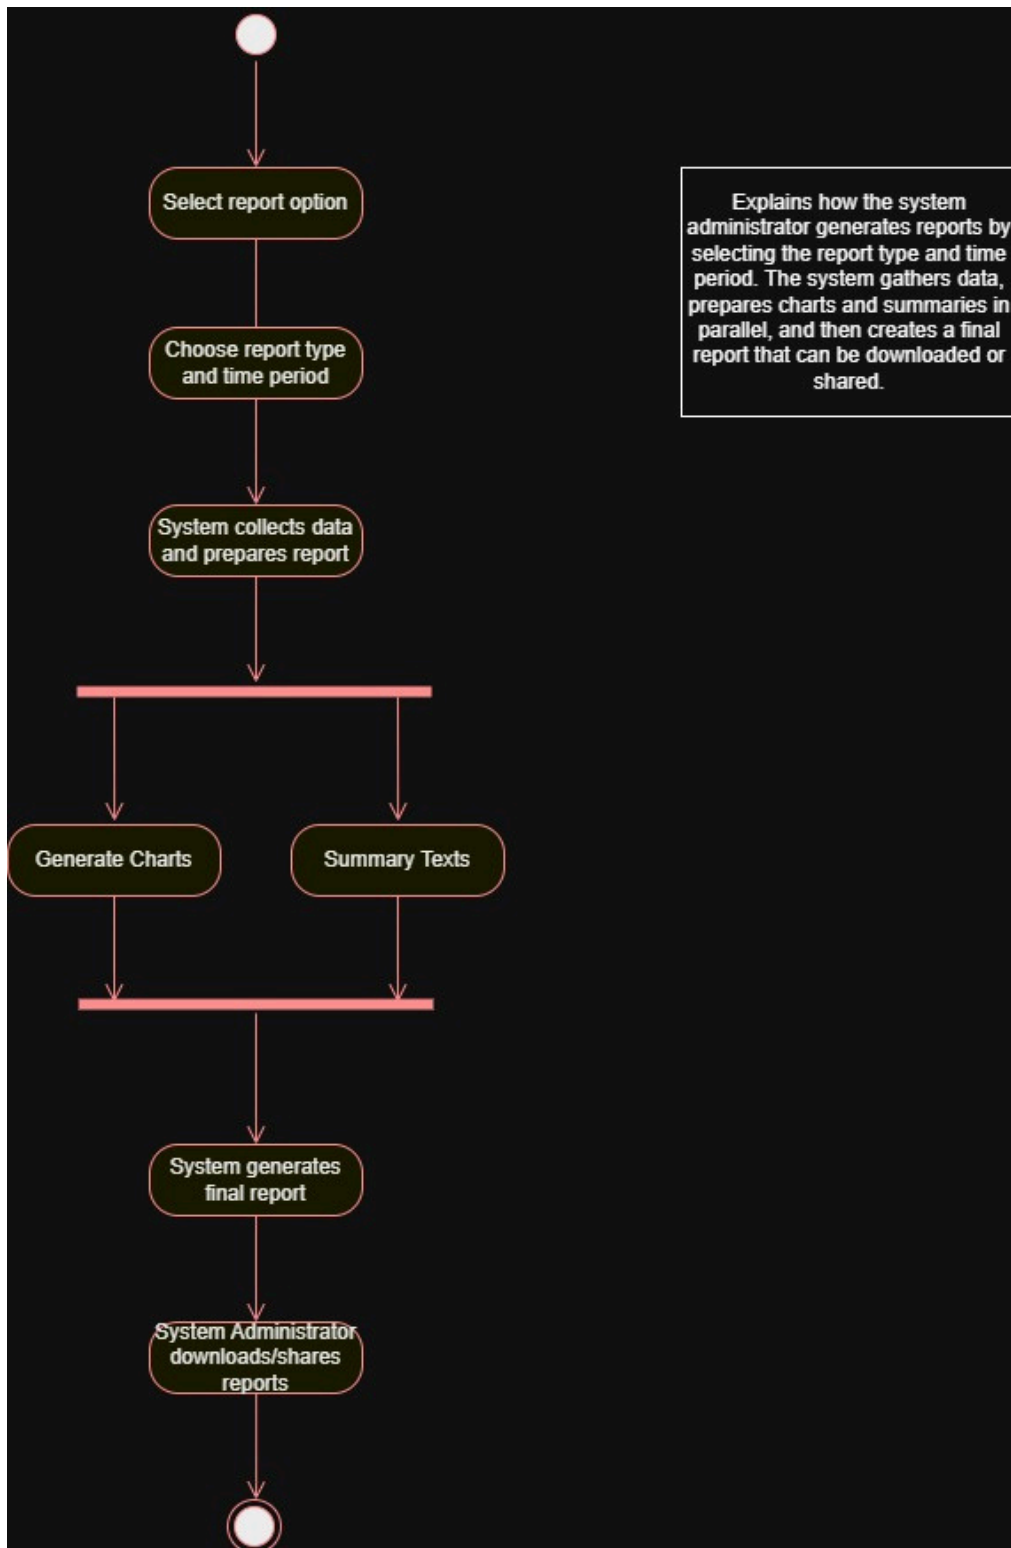 Select report option
Explains how the system
administrator generates reports by
selecting the report type and time
period. The system gathers data,
prepares charts and summaries in
parallel, and then creates a final
report that can be downloaded or
shared.
Choose report type
and time period
System collects data
and prepares report
Generate Charts
Summary Texts
System generates
final report
System Administrator
downloads/shares
reports